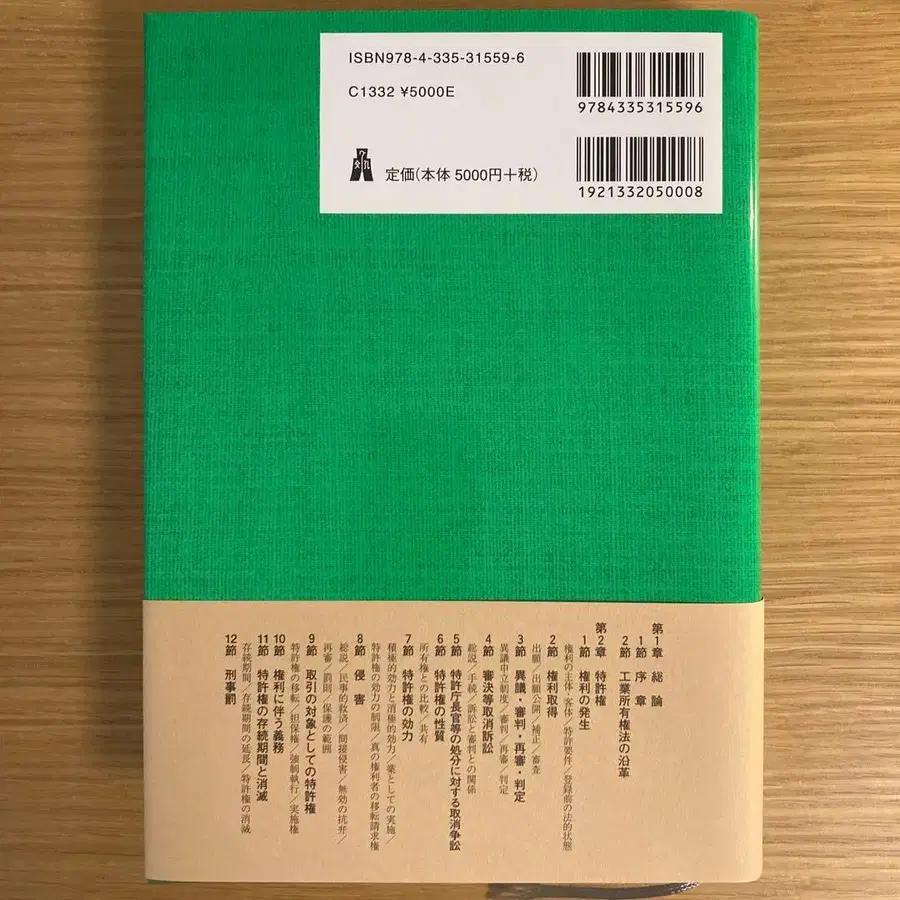 ISBN978-4-335-31559-6
C1332 ¥5000E
定価(本体 5000円+税)
9784335315596
1921332050008
第1章 総論
1節 序章
2節 工業所有権法の沿革
第2章 特許権
1節 権利の発生
権利の主体・客体/特許要件/登録前の法的状態
2節 権利取得
出願/出願公開/補正/審査
3節 異議・審判・再審・判定
異議申立制度/審判/再審/判定
4節 審決等取消訴訟
総説/手続/訴訟と審判との関係
5節 特許庁長官等の処分に対する取消争訟
6節 特許権の性質
所有権との比較/共有
7節 特許権の効力
積極的効力と消極的効力/業としての実施/
特許権の効力の制限/真の権利者の移転請求権
8節 侵害
総説/民事的救済/間接侵害/無効の抗弁/
再審/罰則/保護の範囲
9節 取引の対象としての特許権
特許権の移転/担保権/強制執行/実施権
10節 権利に伴う義務
11節 特許権の存続期間と消滅
存続期間/存続期間の延長/特許権の消滅
12節 刑事罰